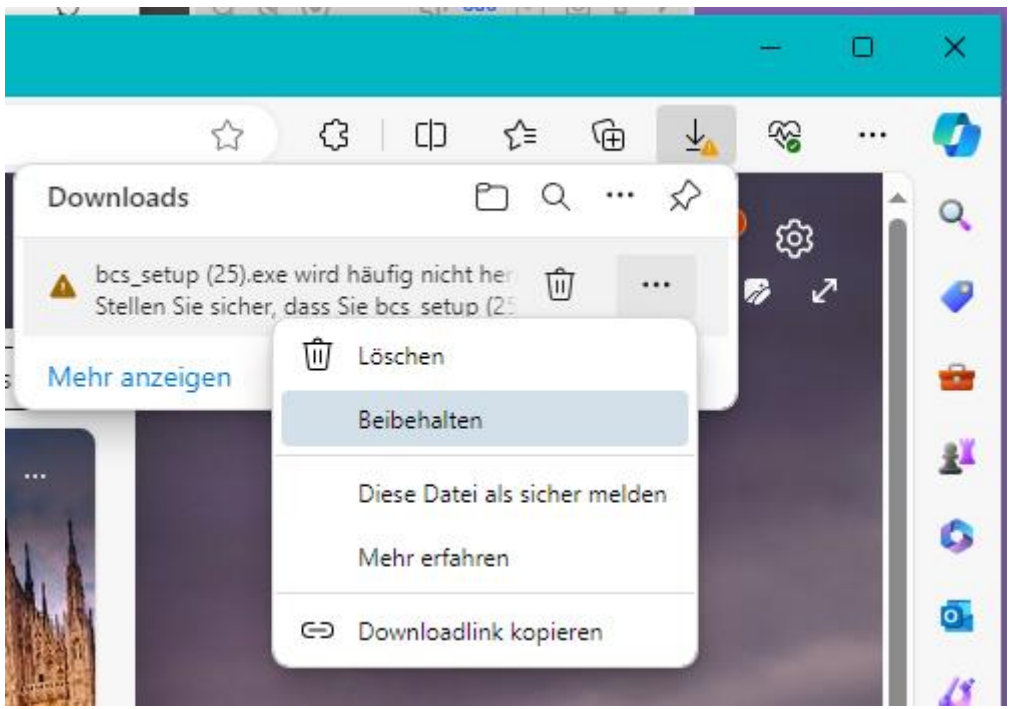 Downloads
bcs_setup (25).exe wird häufig nicht her
Stellen Sie sicher, dass Sie bcs_setup (25
Mehr anzeigen
Löschen
Beibehalten
Diese Datei als sicher melden
Mehr erfahren
Downloadlink kopieren